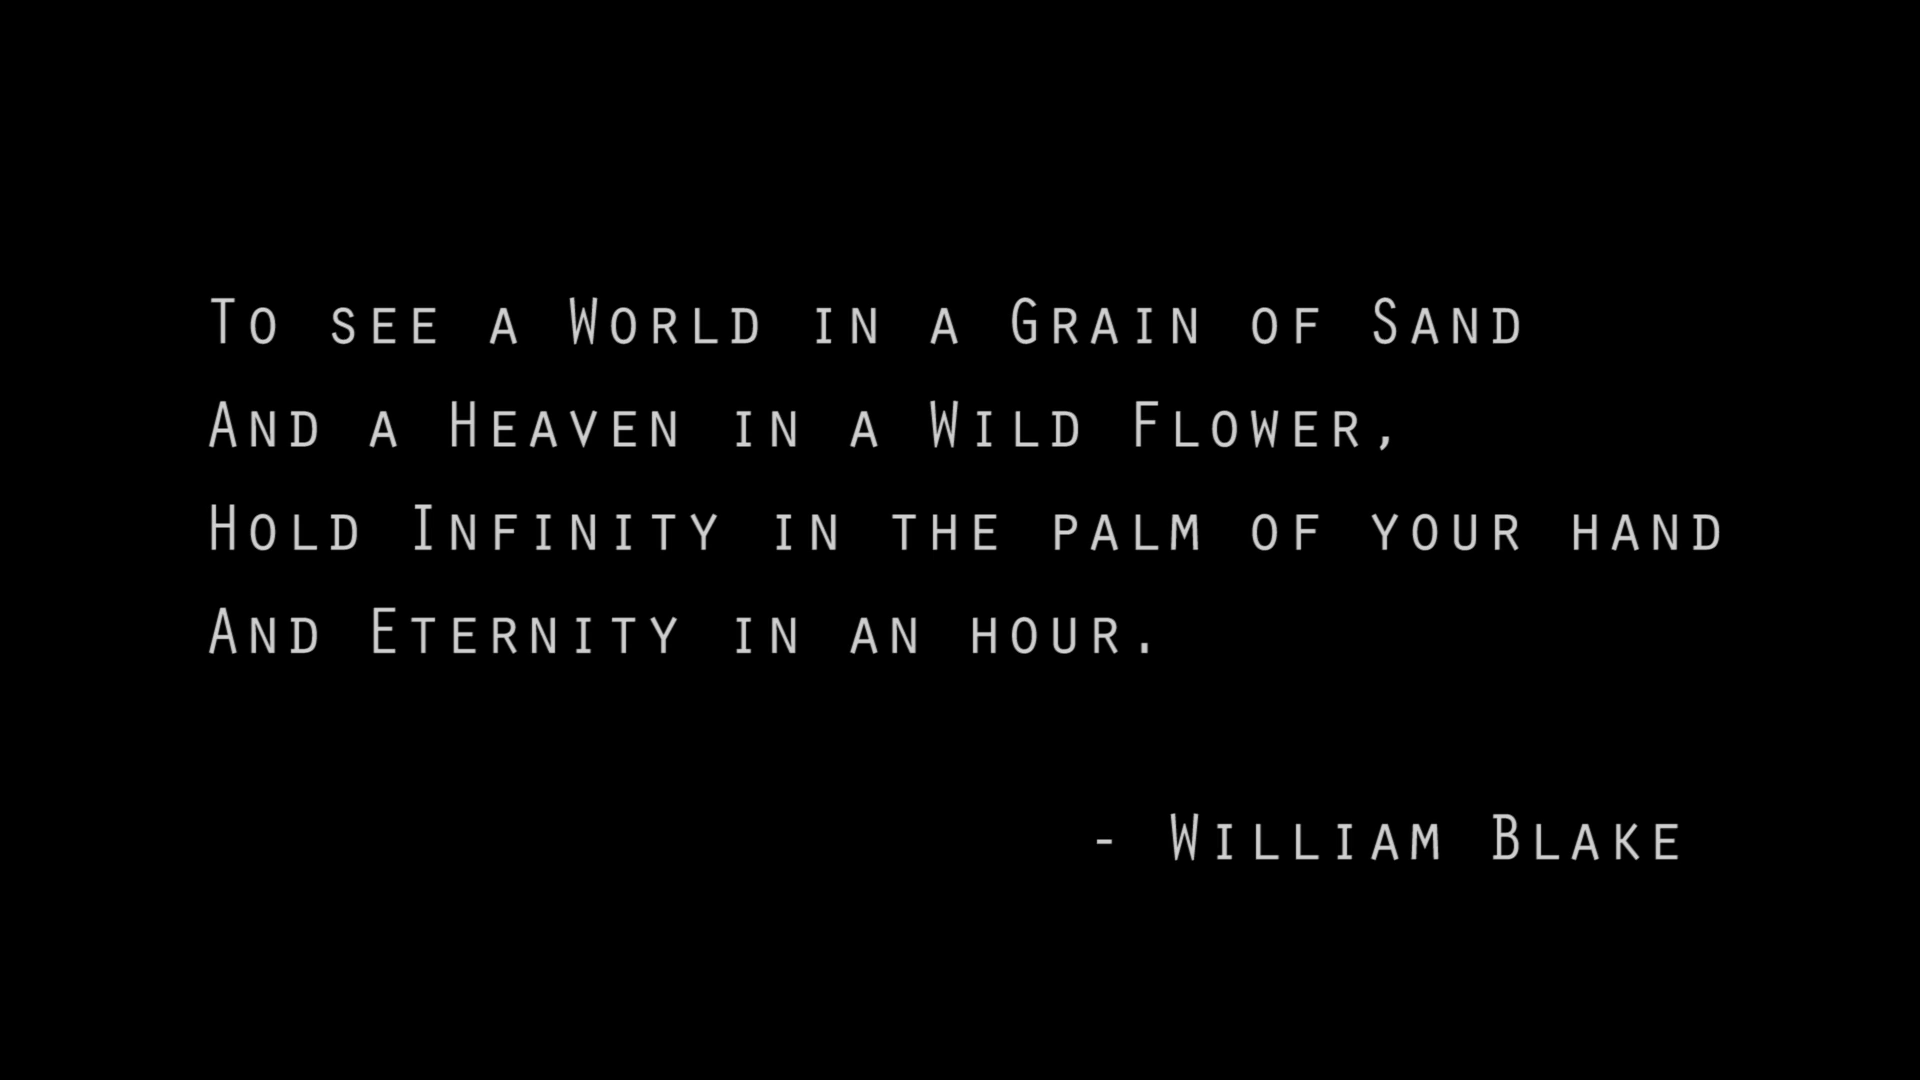 To see a World in a Grain of Sand
And a Heaven in a Wild Flower,
Hold Infinity in the palm of your hand
And Eternity in an hour.
- William Blake